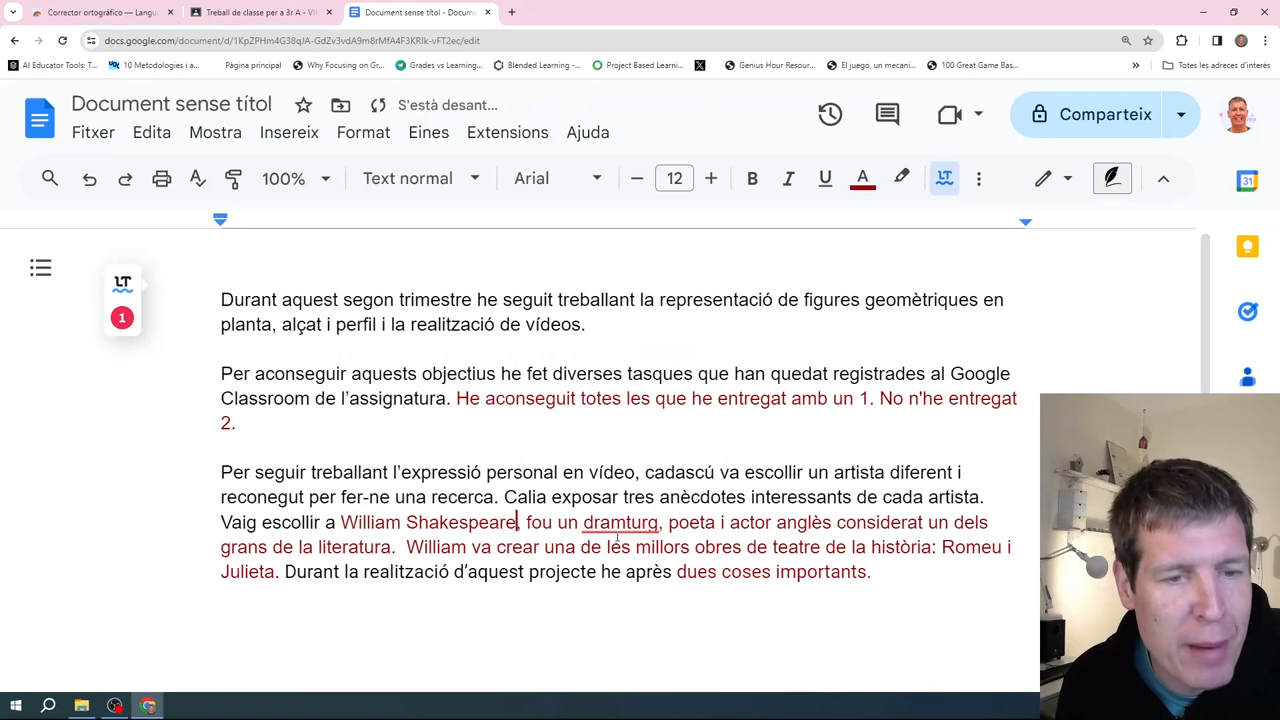 Corrector ortográfico — Langu
Treball de classe per a 3r A - Vi
Document sense títol - Docume
docs.google.com/document/d/1KpZPHm4G38qJA-GdZv3vdA9m8rMfA4F3KRlk-vFT2ec/edit
AI Educator Tools: T...
10 Metodologies i a...
Página principal
Why Focusing on Gr...
Grades vs Learning...
Blended Learning -...
Project Based Learni...
X
Genius Hour Resour...
El juego, un mecani...
100 Great Game Bas...
Totes les adreces d'interès
Document sense títol
S'està desant...
Fitxer Edita Mostra Insereix Format Eines Extensions Ajuda
Comparteix
100% Text normal Arial 12 B I U A LT
31
LT
1
Durant aquest segon trimestre he seguit treballant la representació de figures geomètriques en
planta, alçat i perfil i la realització de vídeos.
Per aconseguir aquests objectius he fet diverses tasques que han quedat registrades al Google
Classroom de l’assignatura. He aconseguit totes les que he entregat amb un 1. No n'he entregat
2.
Per seguir treballant l’expressió personal en vídeo, cadascú va escollir un artista diferent i
reconegut per fer-ne una recerca. Calia exposar tres anècdotes interessants de cada artista.
Vaig escollir a William Shakespeare, fou un dramturg, poeta i actor anglès considerat un dels
grans de la literatura.  William va crear una de les millors obres de teatre de la història: Romeu i
Julieta. Durant la realització d’aquest projecte he après dues coses importants.